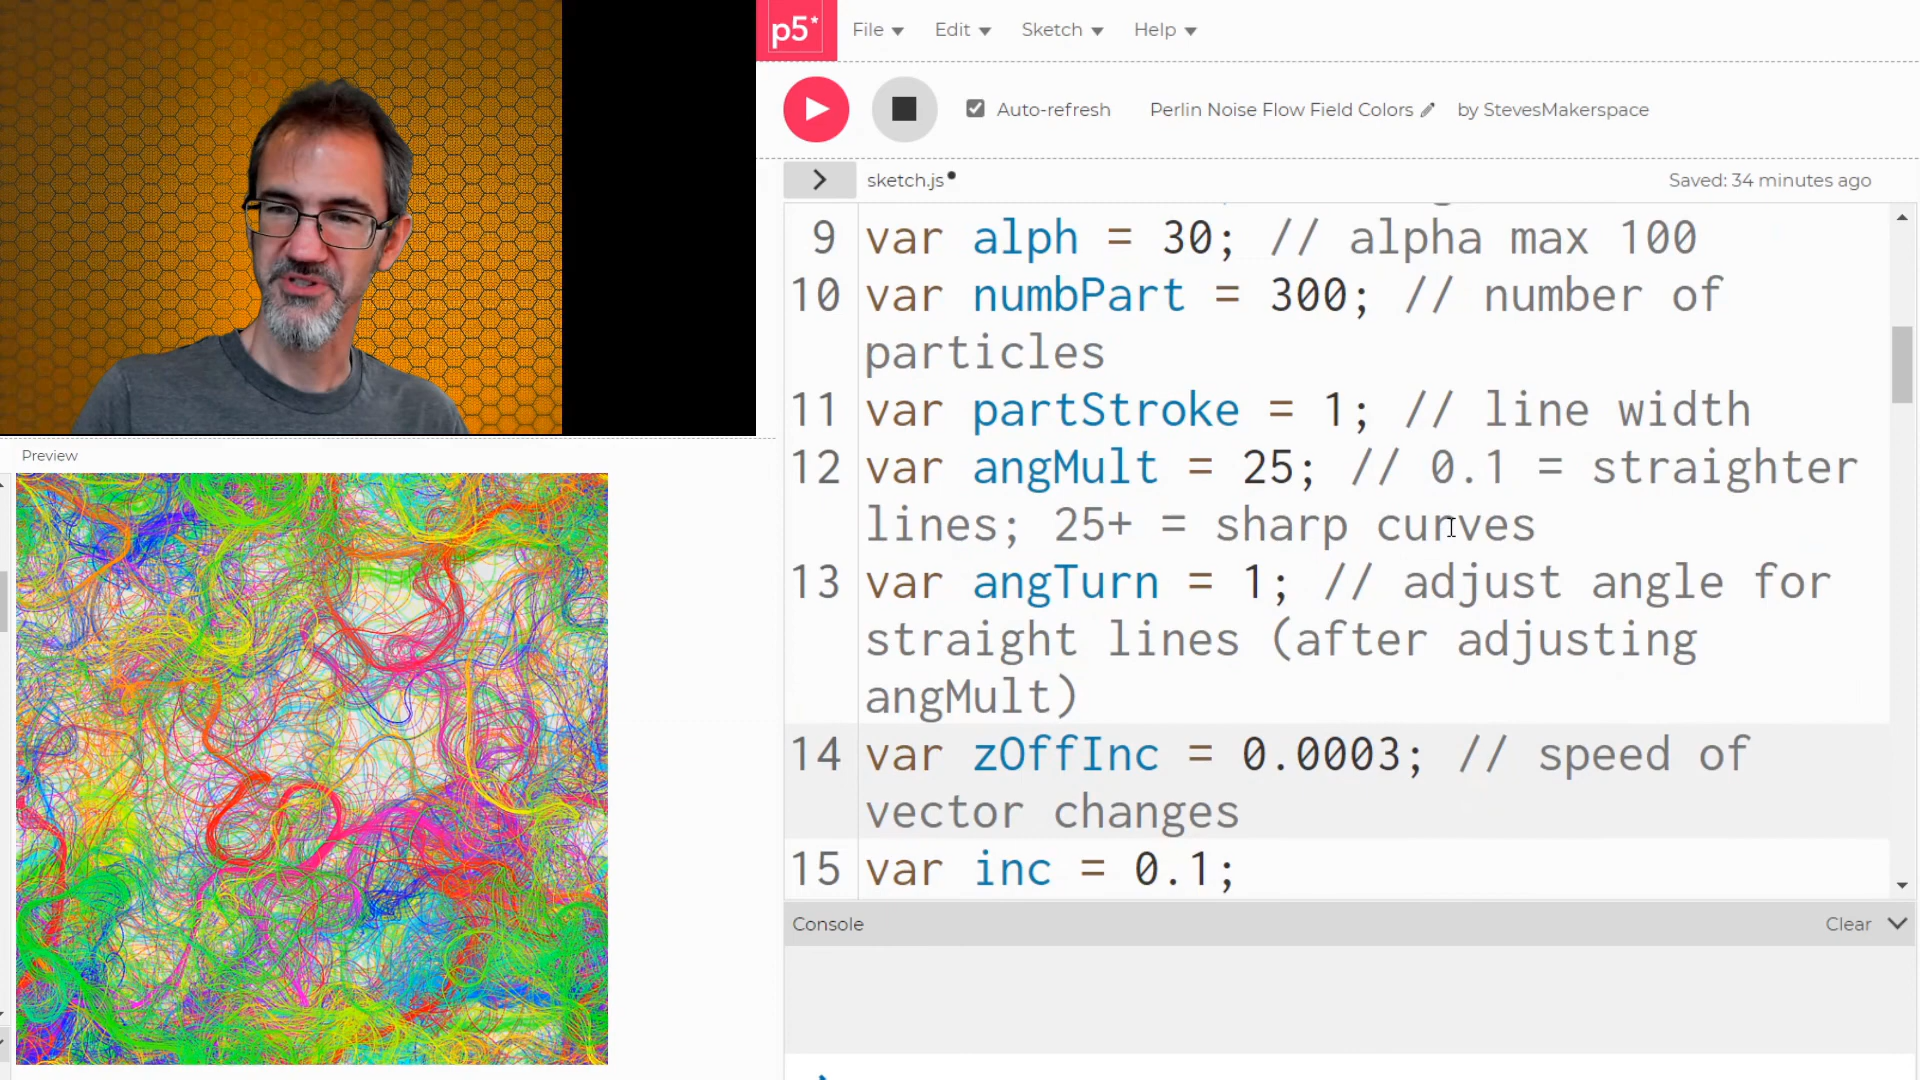 p5*
File
Edit
Sketch
Help
Auto-refresh
Perlin Noise Flow Field Colors
by StevesMakerspace
sketch.js
Saved: 34 minutes ago
9 var alph = 30; // alpha max 100
10 var numbPart = 300; // number of
particles
11 var partStroke = 1; // line width
12 var angMult = 25; // 0.1 = straighter
lines; 25+ = sharp curves
13 var angTurn = 1; // adjust angle for
straight lines (after adjusting
angMult)
14 var zOffInc = 0.0003; // speed of
vector changes
15 var inc = 0.1;
Console
Clear
Preview